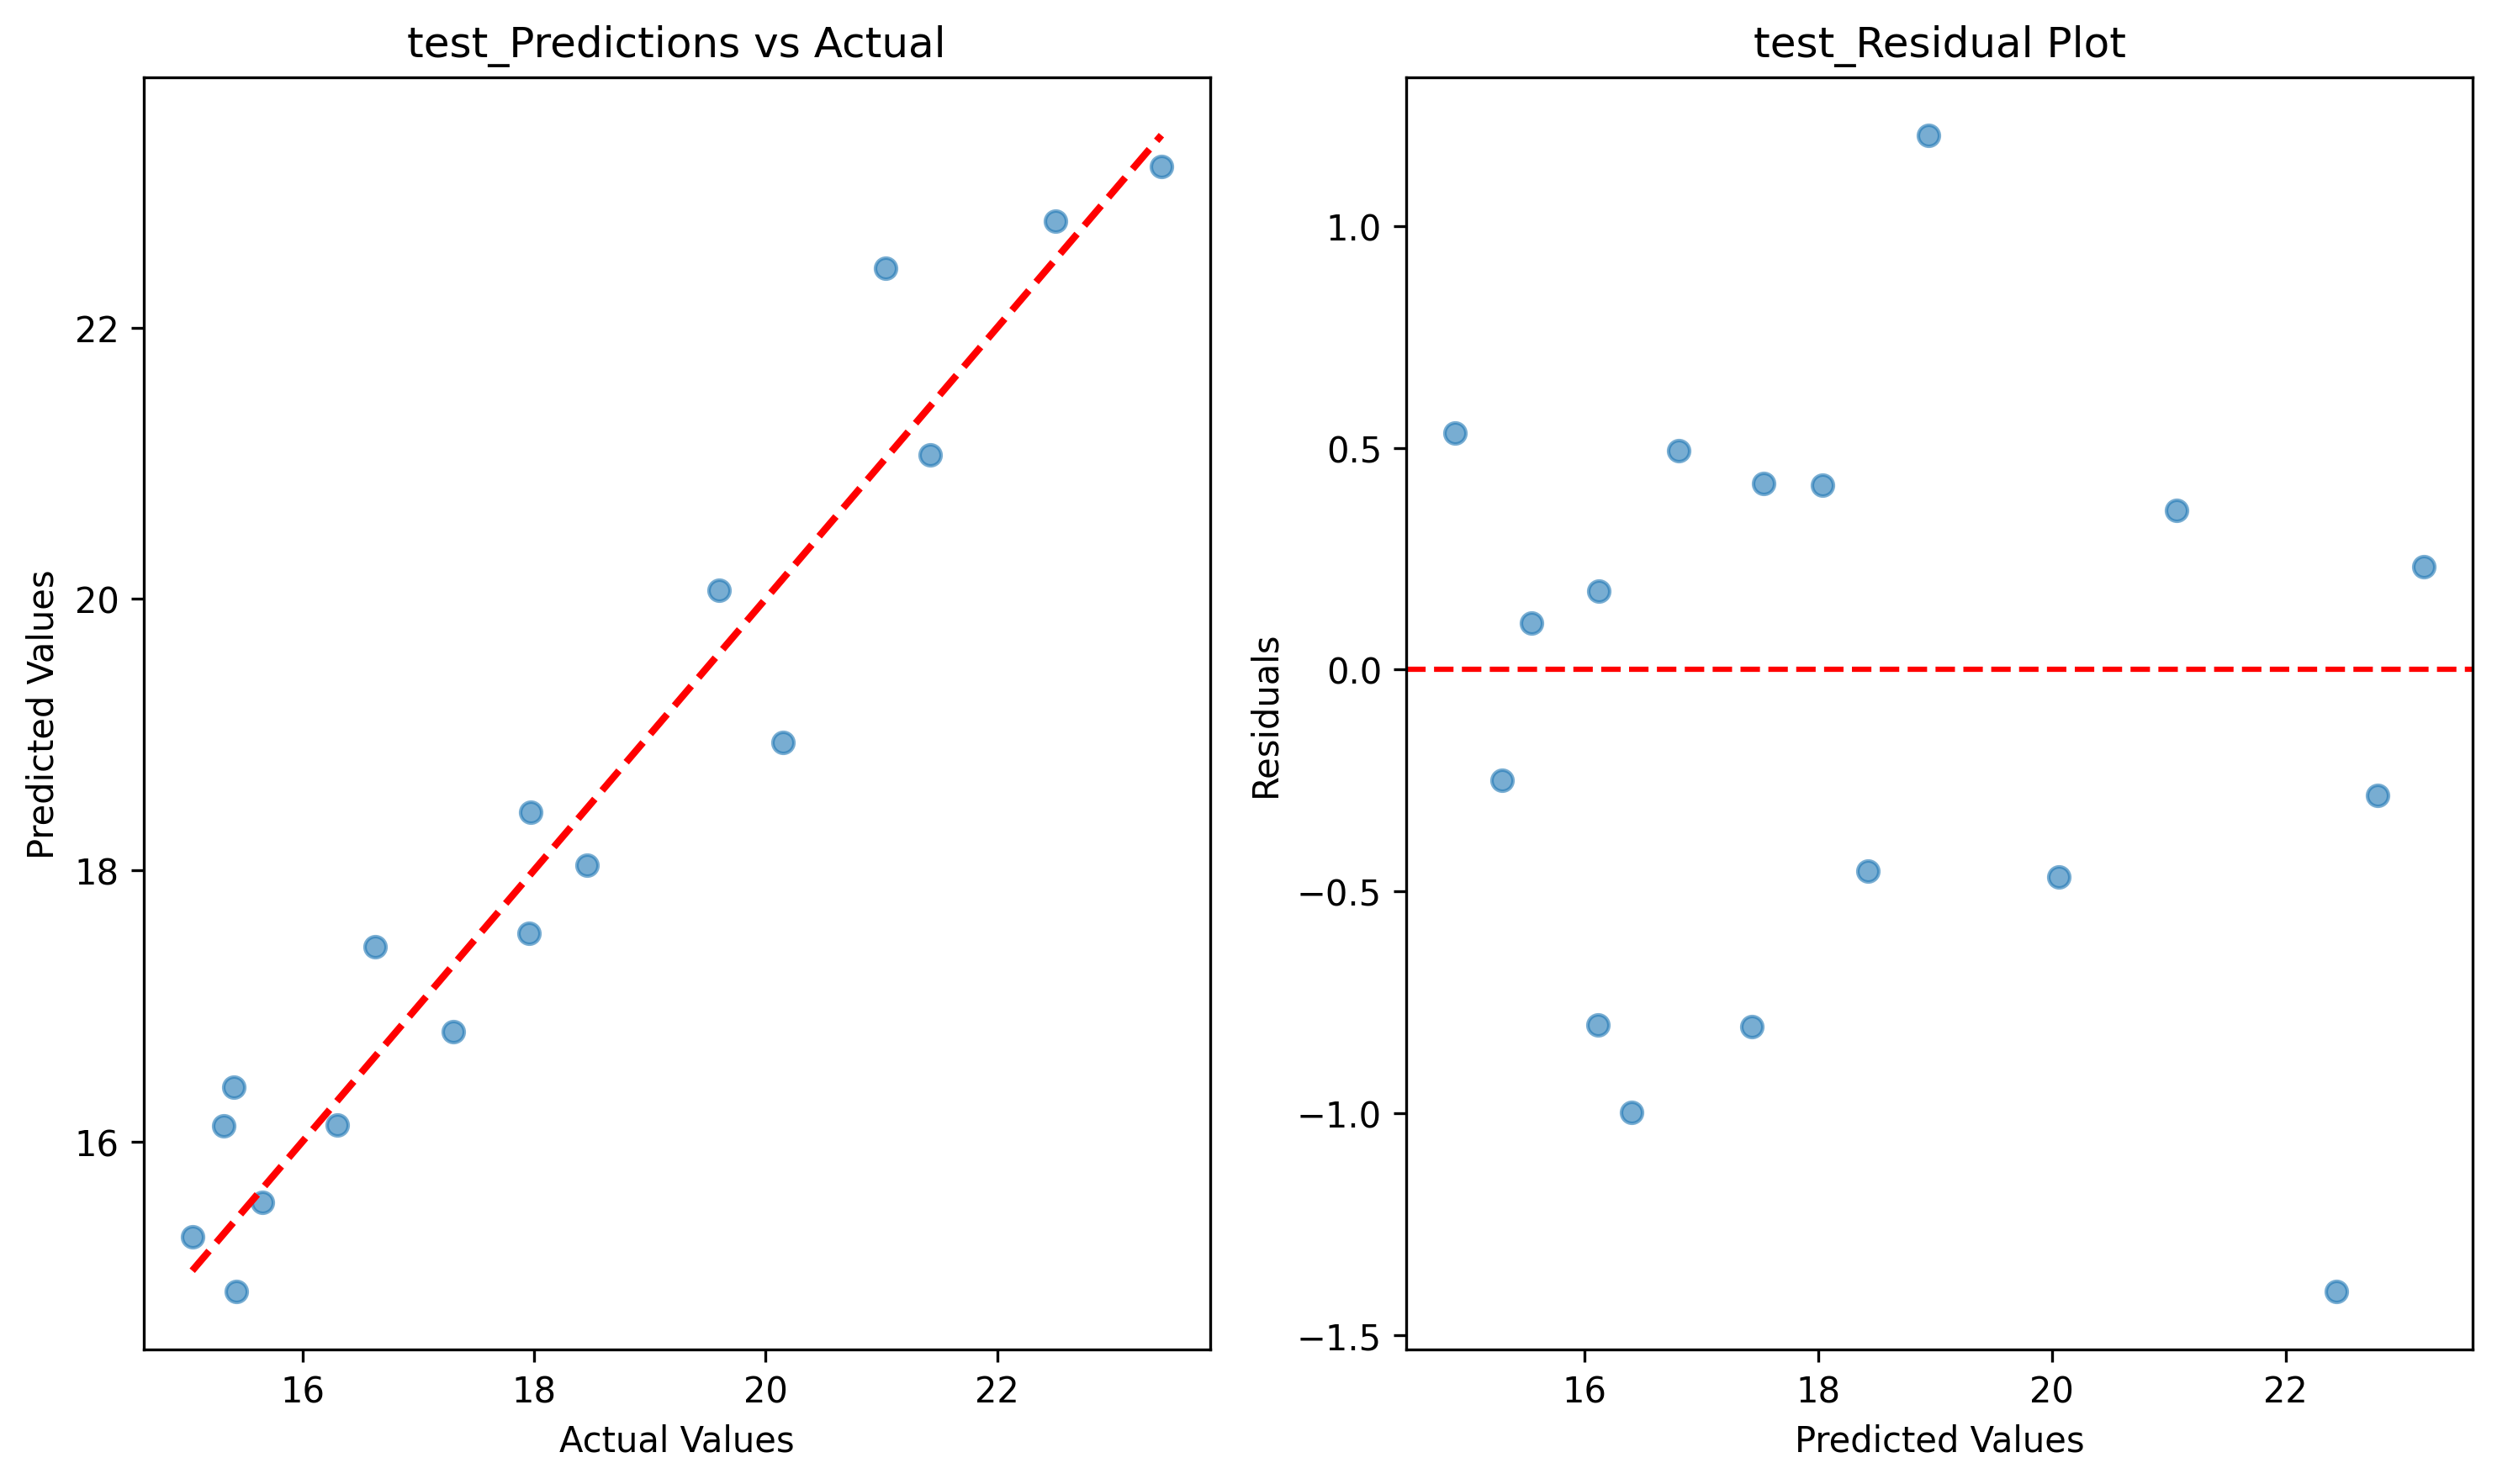 test_Predictions vs Actual
Predicted Values
22
20
18
16
16 18 20 22
Actual Values
test_Residual Plot
Residuals
1.0
0.5
0.0
−0.5
−1.0
−1.5
16 18 20 22
Predicted Values